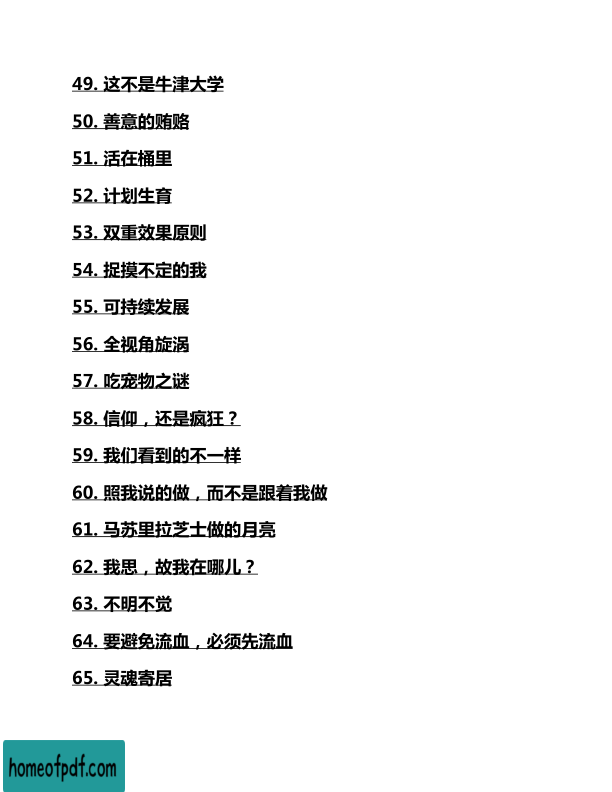 49. 这不是牛津大学
50. 善意的贿赂
51. 活在桶里
52. 计划生育
53. 双重效果原则
54. 捉摸不定的我
55. 可持续发展
56. 全视角旋涡
57. 吃宠物之谜
58. 信仰，还是疯狂？
59. 我们看到的不一样
60. 照我说的做，而不是跟着我做
61. 马苏里拉芝士做的月亮
62. 我思，故我在哪儿？
63. 不明不觉
64. 要避免流血，必须先流血
65. 灵魂寄居
homeofpdf.com